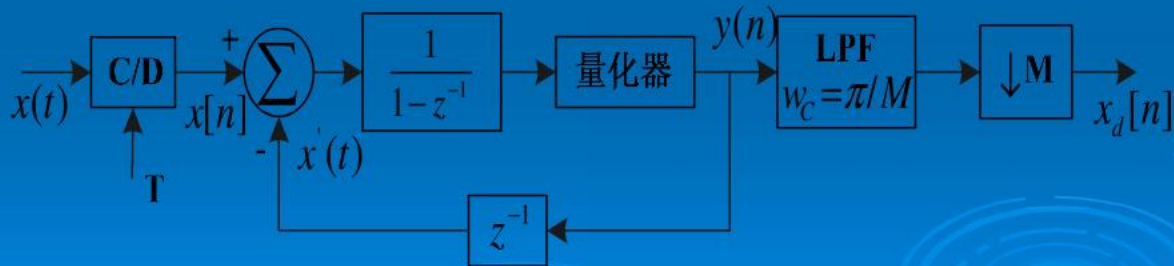 x(t)
C/D
T
+
x[n]
∑
-
x'(t)
1
1-z⁻¹
量化器
y(n)
LPF
w_C=π/M
↓M
x_d[n]
z⁻¹